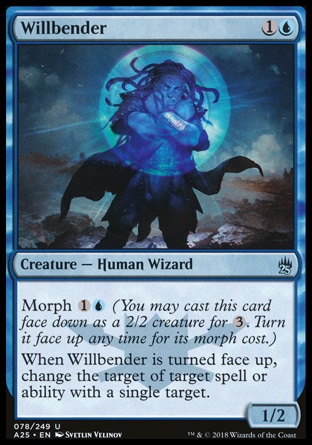 Willbender 1
Creature — Human Wizard
Morph 1 (You may cast this card
face down as a 2/2 creature for 3. Turn
it face up any time for its morph cost.)
When Willbender is turned face up,
change the target of target spell or
ability with a single target.
1/2
078/249 U
A25 • EN Svetlin Velinov
™ & © 2018 Wizards of the Coast
25